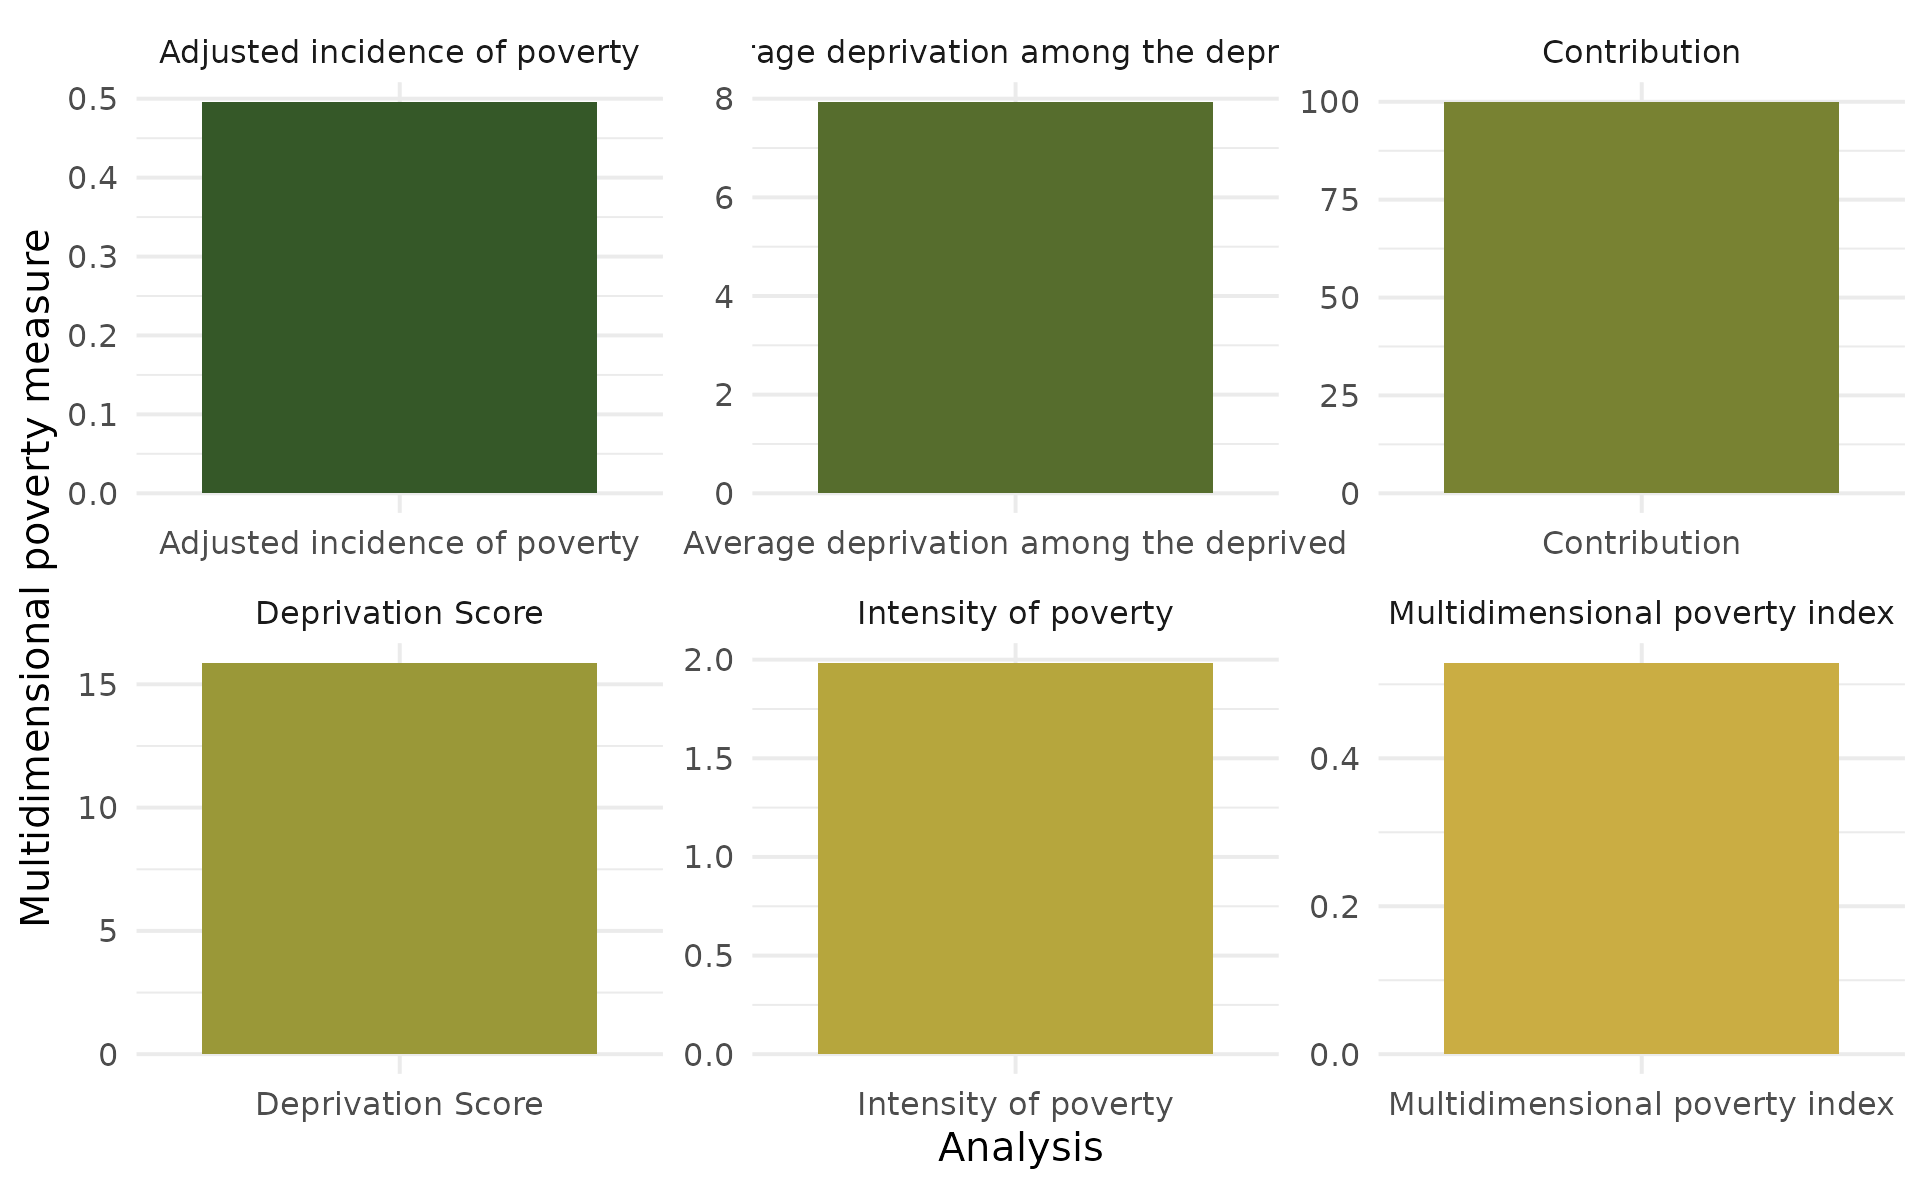 Adjusted incidence of poverty
rage deprivation among the depr
Contribution
0.5
0.4
0.3
0.2
0.1
0.0
8
6
4
2
0
100
75
50
25
0
Adjusted incidence of poverty
Average deprivation among the deprived
Contribution
Multidimensional poverty measure
Deprivation Score
Intensity of poverty
Multidimensional poverty index
15
10
5
0
2.0
1.5
1.0
0.5
0.0
0.4
0.2
0.0
Deprivation Score
Intensity of poverty
Multidimensional poverty index
Analysis